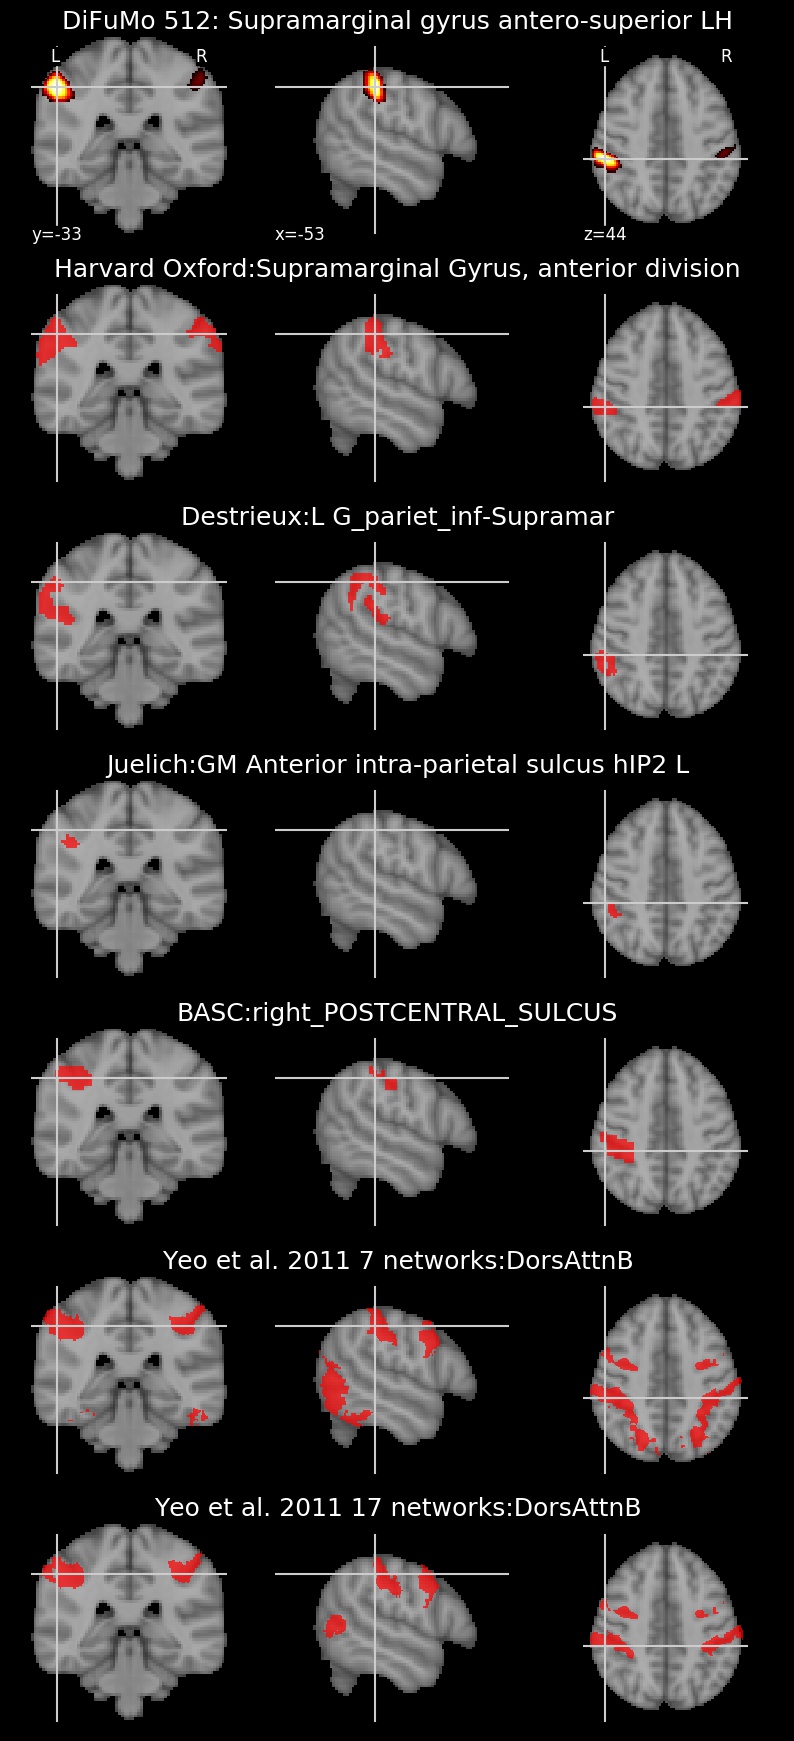 DiFuMo 512: Supramarginal gyrus antero-superior LH
L R L R
y=-33 x=-53 z=44
Harvard Oxford:Supramarginal Gyrus, anterior division
Destrieux:L G_pariet_inf-Supramar
Juelich:GM Anterior intra-parietal sulcus hIP2 L
BASC:right_POSTCENTRAL_SULCUS
Yeo et al. 2011 7 networks:DorsAttnB
Yeo et al. 2011 17 networks:DorsAttnB